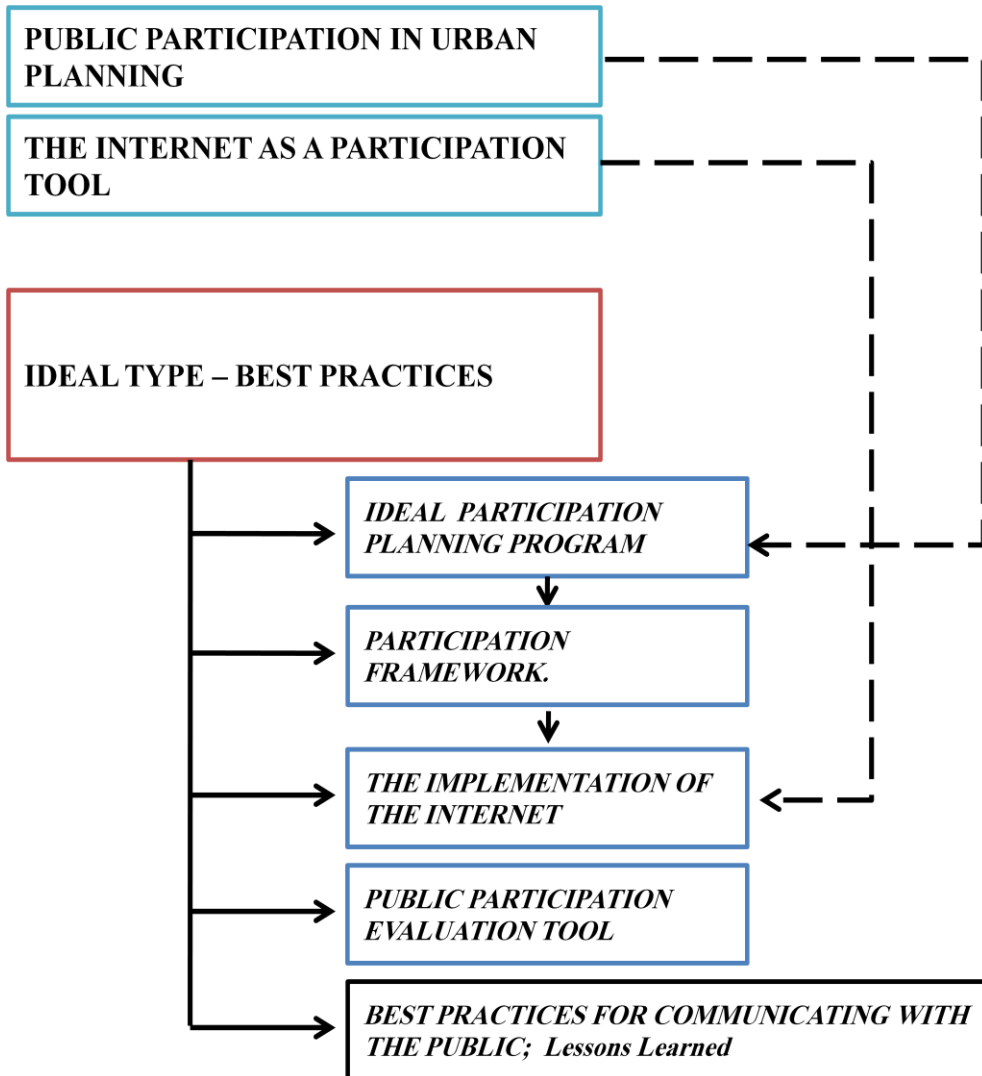 PUBLIC PARTICIPATION IN URBAN
PLANNING
THE INTERNET AS A PARTICIPATION
TOOL
IDEAL TYPE – BEST PRACTICES
IDEAL PARTICIPATION
PLANNING PROGRAM
PARTICIPATION
FRAMEWORK.
THE IMPLEMENTATION OF
THE INTERNET
PUBLIC PARTICIPATION
EVALUATION TOOL
BEST PRACTICES FOR COMMUNICATING WITH
THE PUBLIC; Lessons Learned